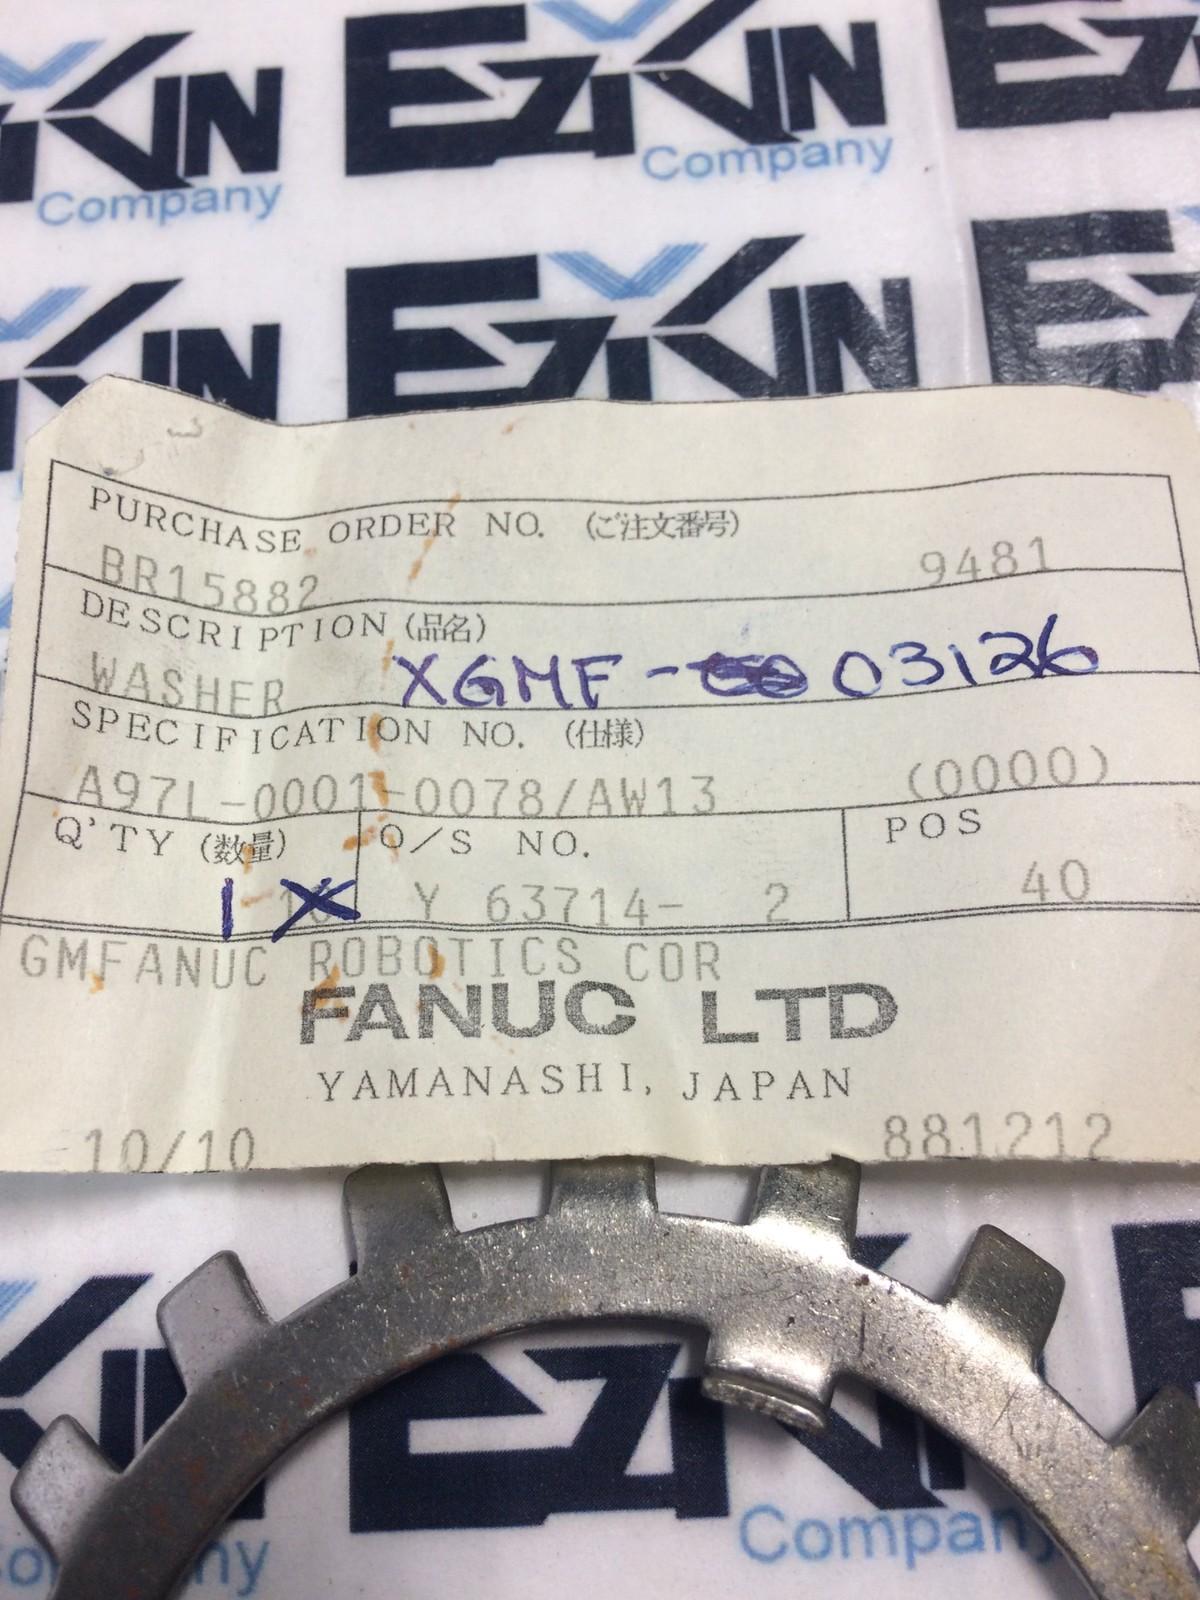 EZKIN
Company
EZKIN
Company
EZKIN
EZKIN
EZKIN
PURCHASE ORDER NO. (ご注文番号)
BR15882 9481
DESCRIPTION (品名)
WASHER XGMF- 03126
SPECIFICATION NO. (仕様)
A97L-0001-0078/AW13 (0000)
Q'TY (数量) O/S NO. POS
1 Y 63714- 2 40
GMFANUC ROBOTICS COR
FANUC LTD
YAMANASHI, JAPAN
10/10 881212
Company